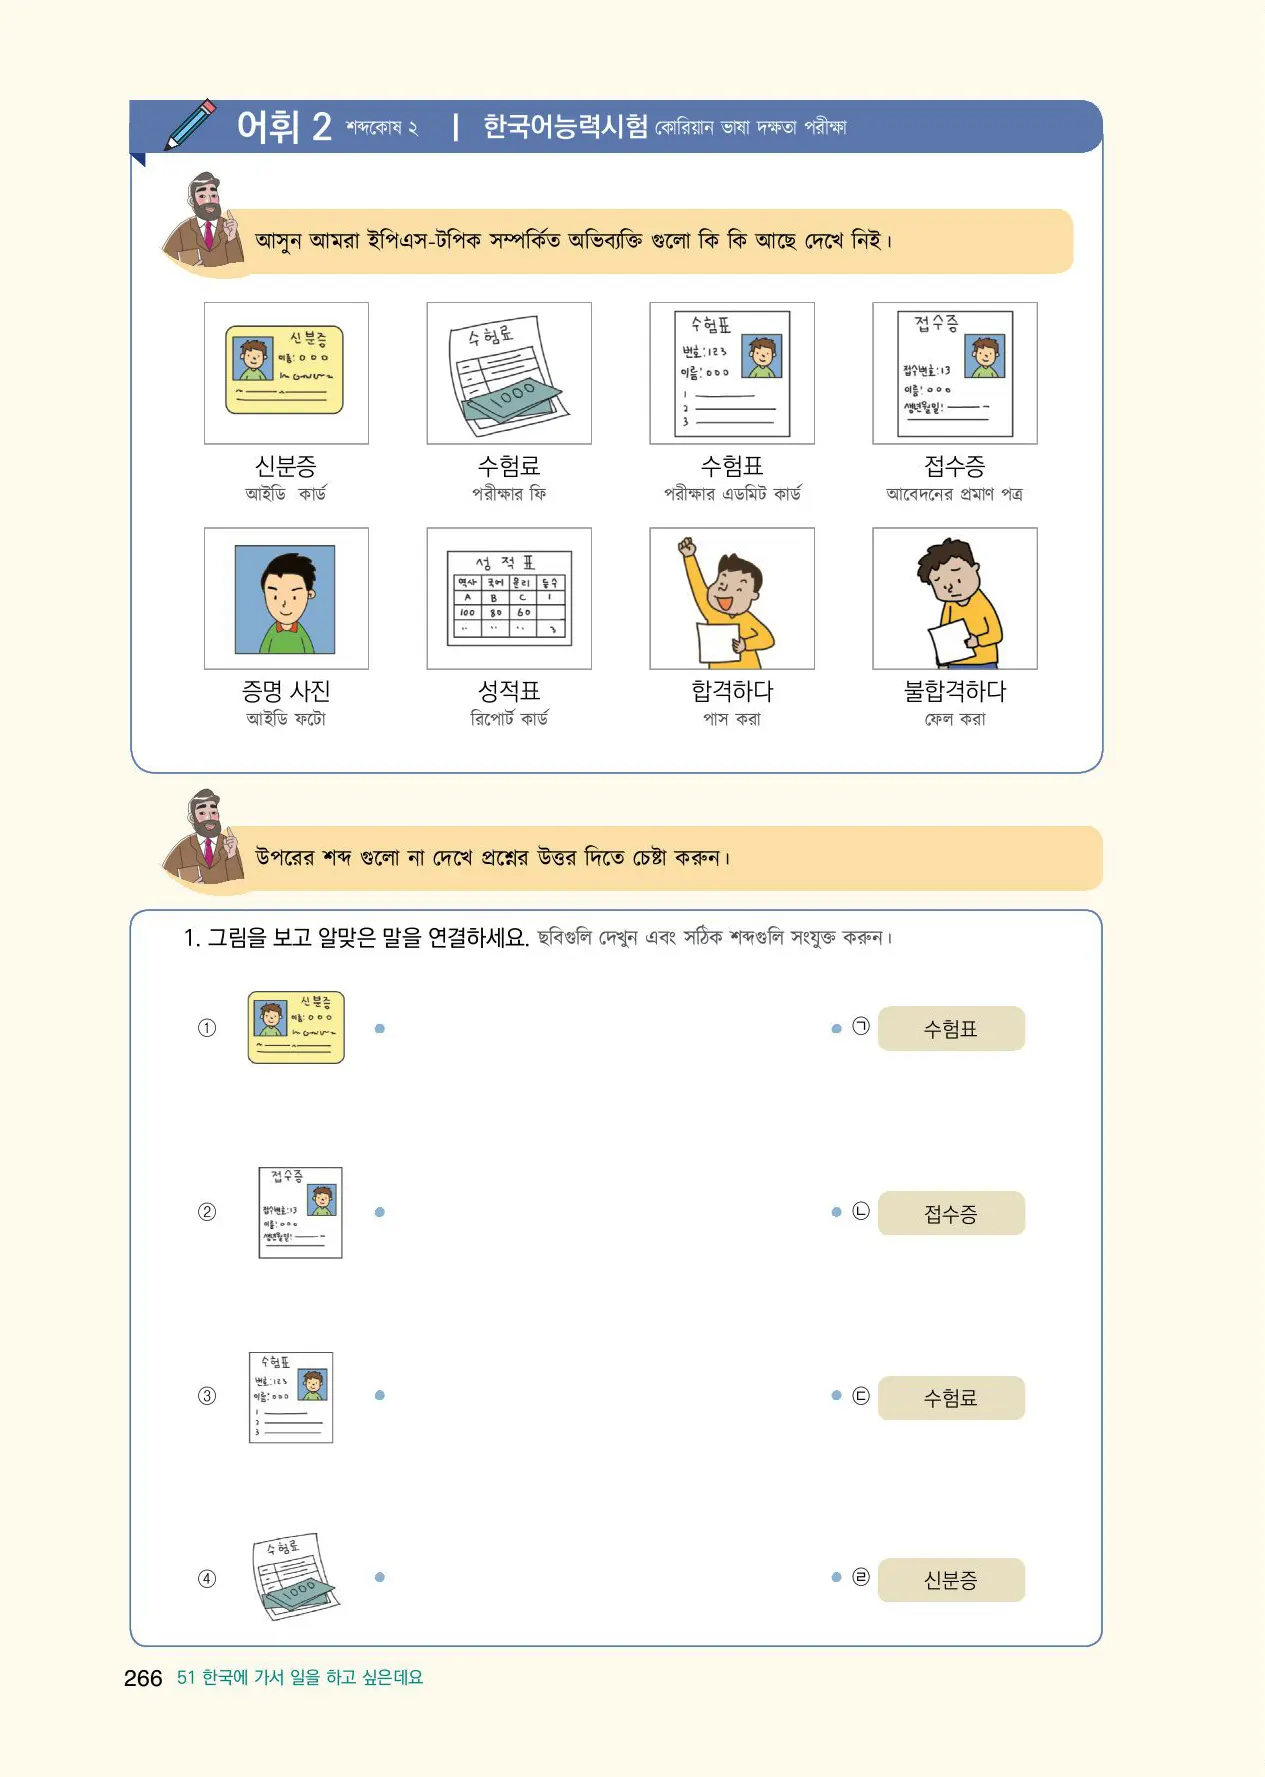 어휘 2 শব্দকোষ ২ | 한국어능력시험 কোরিয়ান ভাষা দক্ষতা পরীক্ষা
আসুন আমরা ইপিএস-টপিক সম্পর্কিত অভিব্যক্তি গুলো কি কি আছে দেখে নিই।
신분증
이름: ○ ○ ○
수험료
1000
수험표
번호: 123
이름: ○○○
1
2
3
접수증
접수번호: 13
이름: ○○○
생년월일:
신분증 수험료 수험표 접수증
আইডি কার্ড পরীক্ষার ফি পরীক্ষার এডমিট কার্ড আবেদনের প্রমাণ পত্র
성적표
역사 국어 윤리 등수
A B C 1
100 80 60
3
증명 사진 성적표 합격하다 불합격하다
আইডি ফটো রিপোর্ট কার্ড পাস করা ফেল করা
উপরের শব্দ গুলো না দেখে প্রশ্নের উত্তর দিতে চেষ্টা করুন।
1. 그림을 보고 알맞은 말을 연결하세요. ছবিগুলি দেখুন এবং সঠিক শব্দগুলি সংযুক্ত করুন।
①
신분증
이름: ○ ○ ○
㉠ 수험표
②
접수증
접수번호: 13
이름: ○○○
생년월일:
㉡ 접수증
③
수험표
번호: 123
이름: ○○○
1
2
3
㉢ 수험료
④
수험료
1000
㉣ 신분증
266 51 한국에 가서 일을 하고 싶은데요